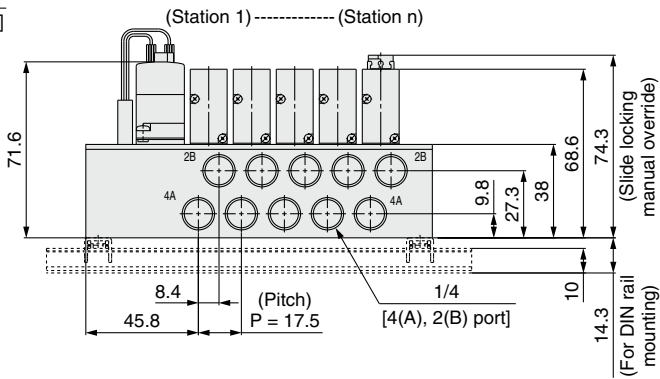 (Station 1) ------------ (Station n)
71.6
2B
2B
4A
4A
9.8
27.3
38
68.6
74.3
(Slide locking
manual override)
8.4
(Pitch)
45.8
P = 17.5
1/4
[4(A), 2(B) port]
10
14.3
(For DIN rail
mounting)